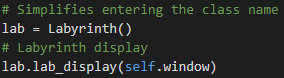 # Simplifies entering the class name
lab = Labyrinth()
# Labyrinth display
lab.lab_display(self.window)